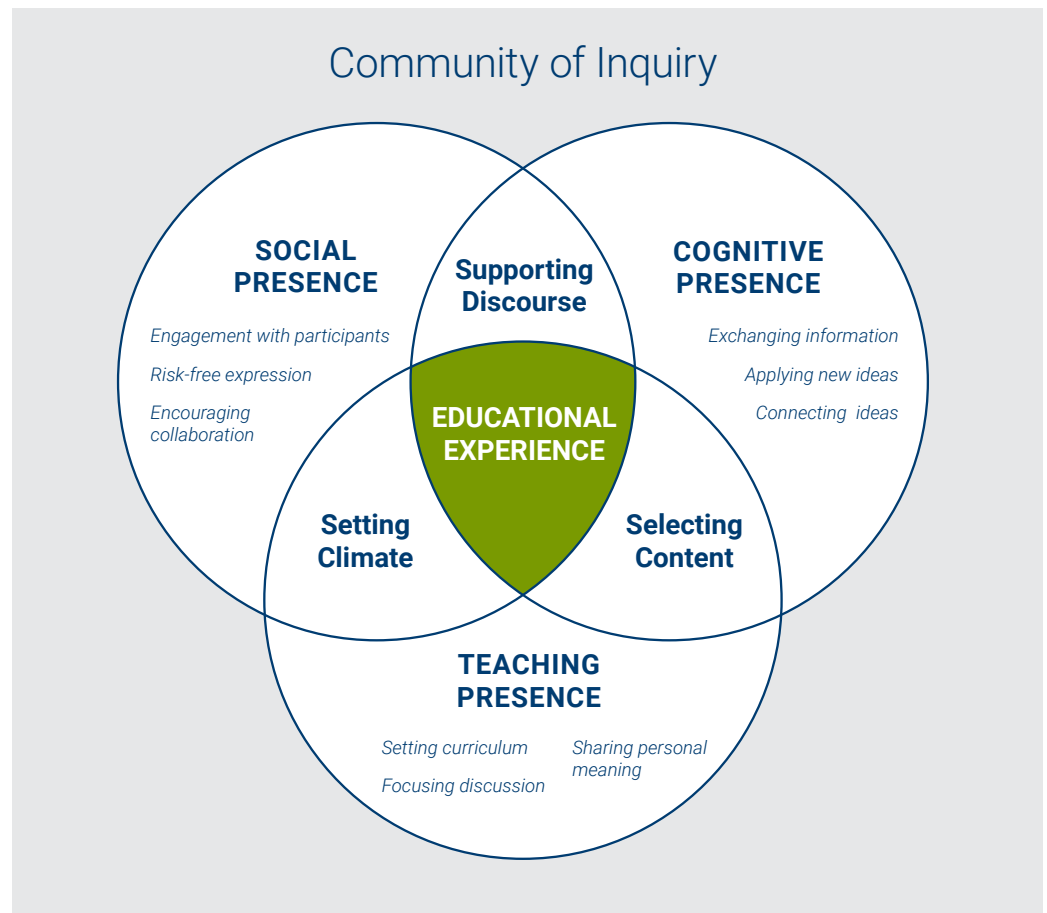 Community of Inquiry
SOCIAL
PRESENCE
Engagement with participants
Risk-free expression
Encouraging
collaboration
Supporting
Discourse
COGNITIVE
PRESENCE
Exchanging information
Applying new ideas
Connecting ideas
EDUCATIONAL
EXPERIENCE
Setting
Climate
Selecting
Content
TEACHING
PRESENCE
Setting curriculum
Focusing discussion
Sharing personal
meaning